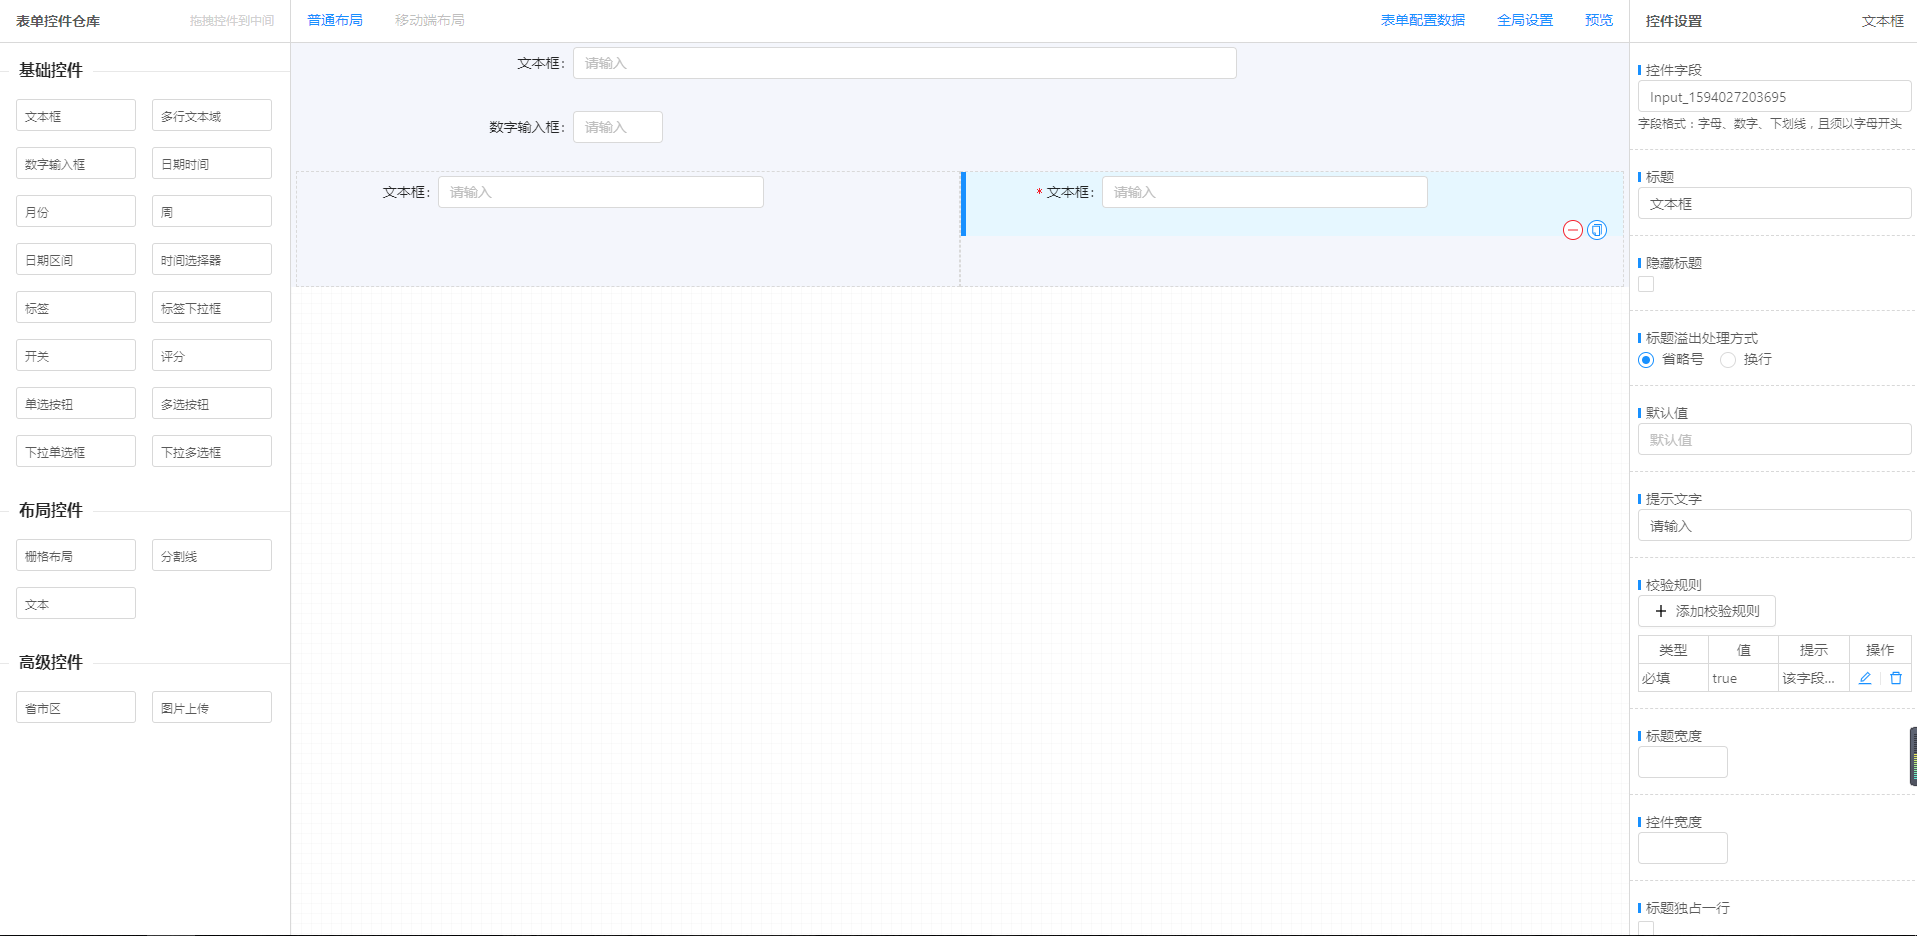 表单控件仓库 拖拽控件到中间
基础控件
文本框 多行文本域
数字输入框 日期时间
月份 周
日期区间 时间选择器
标签 标签下拉框
开关 评分
单选按钮 多选按钮
下拉单选框 下拉多选框
布局控件
栅格布局 分割线
文本
高级控件
省市区 图片上传
普通布局 移动端布局 表单配置数据 全局设置 预览
文本框: 请输入
数字输入框: 请输入
文本框: 请输入 * 文本框: 请输入
控件设置 文本框
控件字段
Input_1594027203695
字段格式：字母、数字、下划线，且须以字母开头
标题
文本框
隐藏标题
标题溢出处理方式
省略号 换行
默认值
默认值
提示文字
请输入
校验规则
+ 添加校验规则
类型 值 提示 操作
必填 true 该字段...
标题宽度
控件宽度
标题独占一行